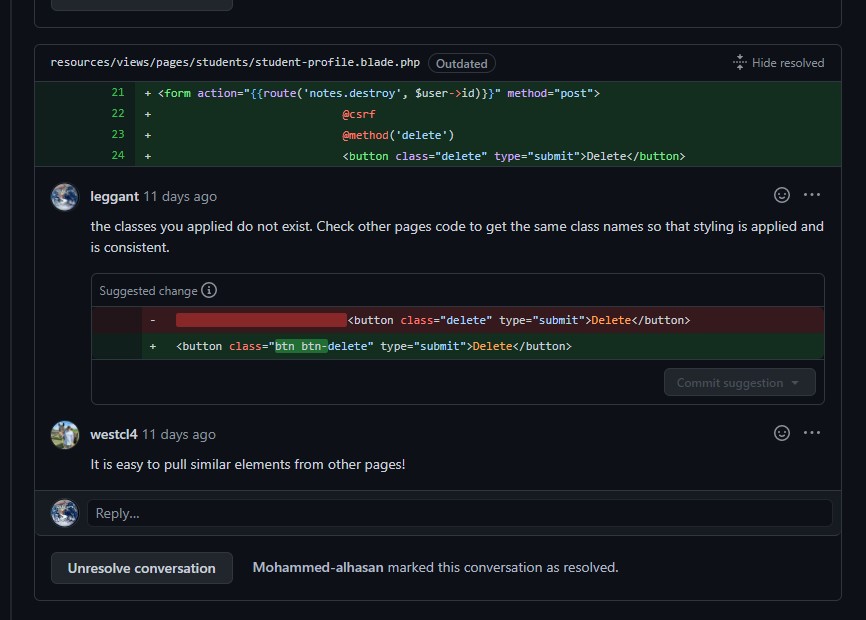 resources/views/pages/students/student-profile.blade.php Outdated Hide resolved
21 + <form action="{{route('notes.destroy', $user->id)}}" method="post">
22 + @csrf
23 + @method('delete')
24 + <button class="delete" type="submit">Delete</button>
leggant 11 days ago
the classes you applied do not exist. Check other pages code to get the same class names so that styling is applied and
is consistent.
Suggested change
- <button class="delete" type="submit">Delete</button>
+ <button class="btn btn-delete" type="submit">Delete</button>
Commit suggestion
westcl4 11 days ago
It is easy to pull similar elements from other pages!
Reply...
Unresolve conversation Mohammed-alhasan marked this conversation as resolved.